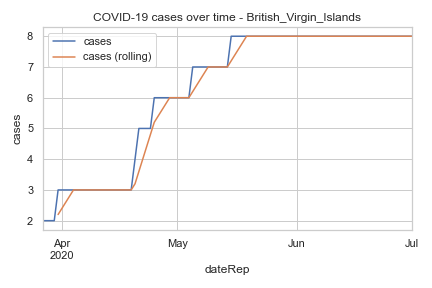 COVID-19 cases over time - British_Virgin_Islands
cases
cases (rolling)
8
7
6
5
4
3
2
cases
Apr
2020
May
Jun
Jul
dateRep